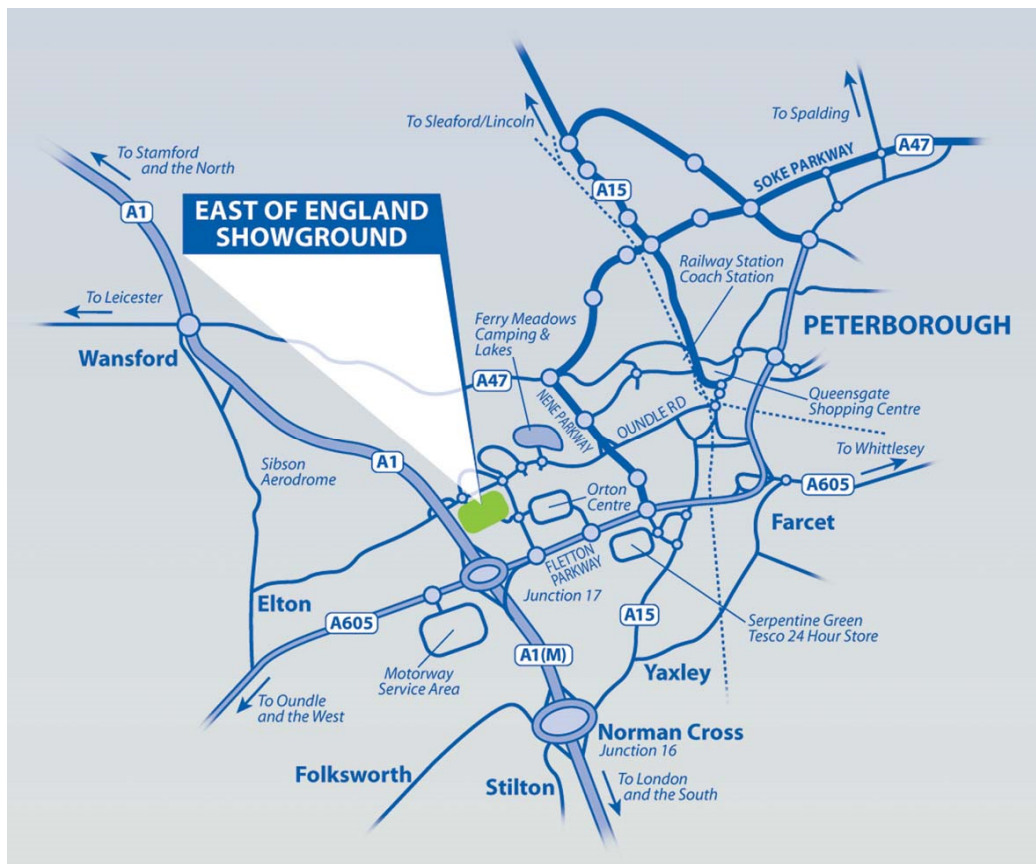 To Sleaford/Lincoln
To Spalding
A47
SOKE PARKWAY
To Stamford
and the North
A1
A15
EAST OF ENGLAND
SHOWGROUND
Railway Station
Coach Station
To Leicester
Wansford
Ferry Meadows
Camping &
Lakes
PETERBOROUGH
A47
NENE PARKWAY
OUNDLE RD
Queensgate
Shopping Centre
To Whittlesey
A1
Sibson
Aerodrome
Orton
Centre
A605
Farcet
FLETTON
PARKWAY
Junction 17
Elton
A605
A15
Serpentine Green
Tesco 24 Hour Store
Motorway
Service Area
A1(M)
Yaxley
To Oundle
and the West
Norman Cross
Junction 16
Folksworth
Stilton
To London
and the South